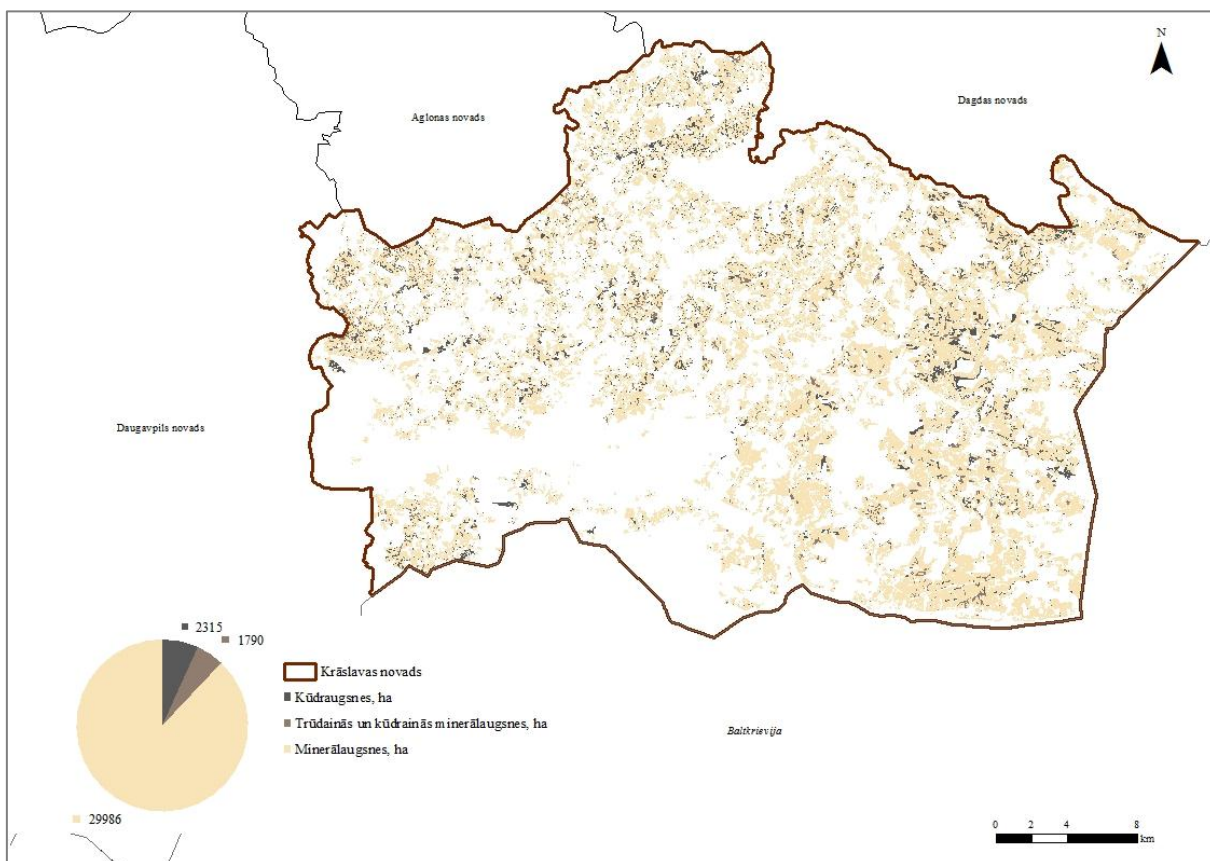 N
Dagdas novads
Aglonas novads
Daugavpils novads
2315
1790
Krāslavas novads
Kūdraugsnes, ha
Trūdainās un kūdrainās minerālaugsnes, ha
Minerālaugsnes, ha
Baltkrievija
29986
0 2 4 8
km